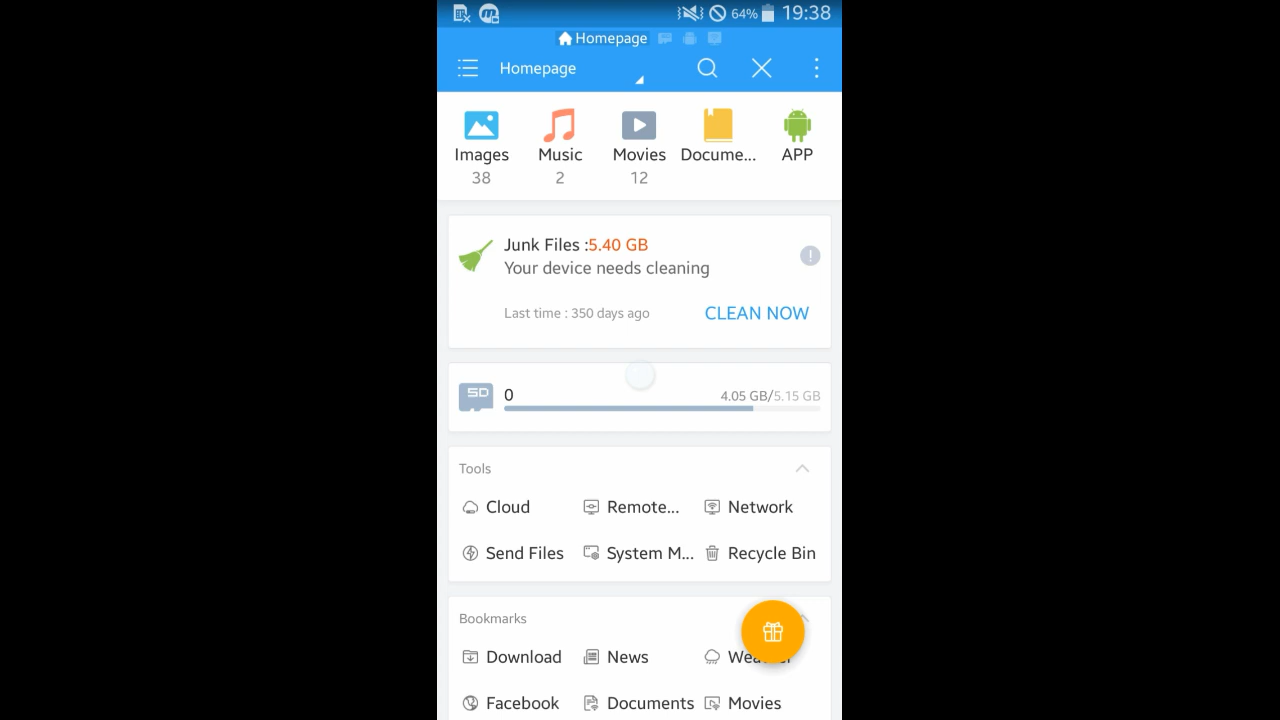 64% 19:38
Homepage
Homepage
Images Music Movies Docume... APP
38 2 12
Junk Files :5.40 GB
Your device needs cleaning
Last time : 350 days ago CLEAN NOW
SD 0 4.05 GB/5.15 GB
Tools
Cloud Remote... Network
Send Files System M... Recycle Bin
Bookmarks
Download News
Facebook Documents Movies